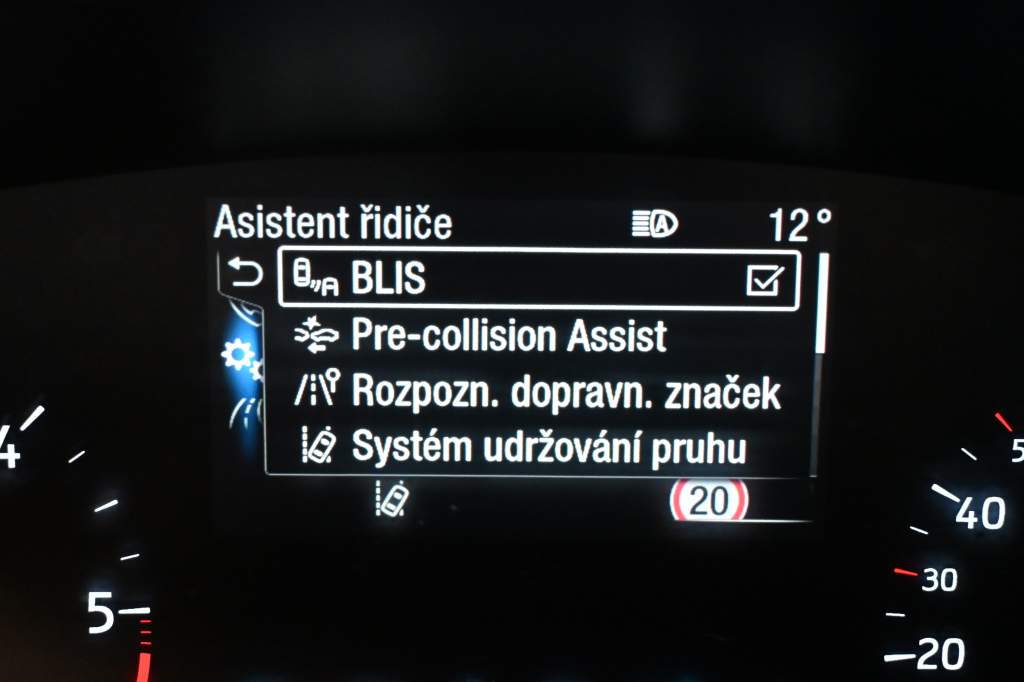 Asistent řidiče 12°
BLIS
Pre-collision Assist
Rozpozn. dopravn. značek
Systém udržování pruhu
20
4
5
5
40
30
20